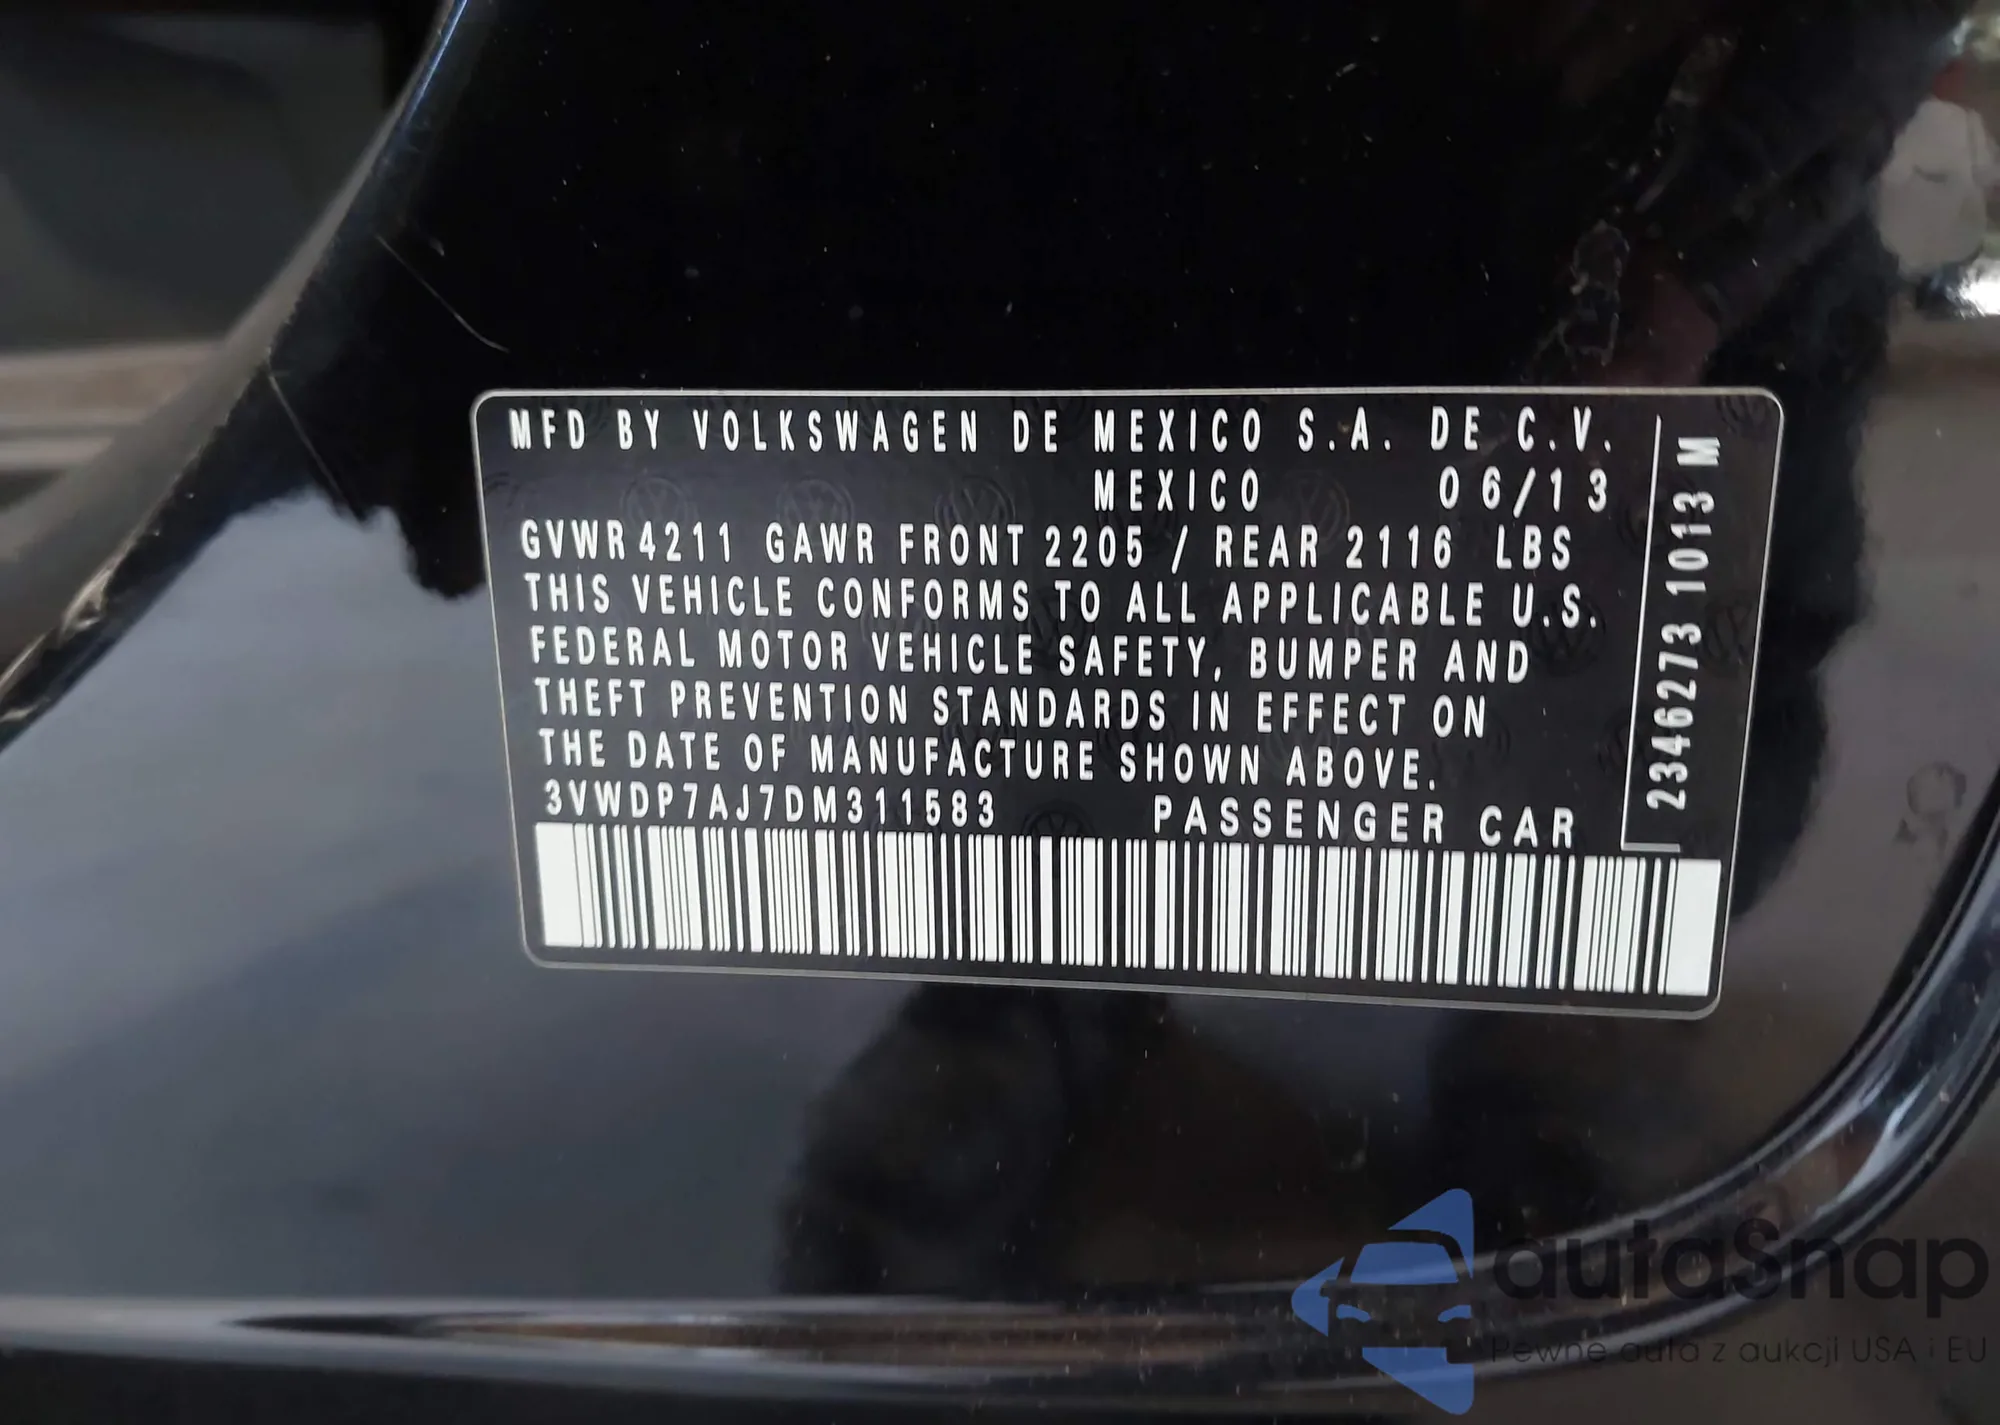 MFD BY VOLKSWAGEN DE MEXICO S.A. DE C.V.
MEXICO 06/13
GVWR 4211 GAWR FRONT 2205 / REAR 2116 LBS
THIS VEHICLE CONFORMS TO ALL APPLICABLE U.S.
FEDERAL MOTOR VEHICLE SAFETY, BUMPER AND
THEFT PREVENTION STANDARDS IN EFFECT ON
THE DATE OF MANUFACTURE SHOWN ABOVE.
3VWDP7AJ7DM311583 PASSENGER CAR
2346273 1013 M
autaSnap
Pewne auta z aukcji USA i EU